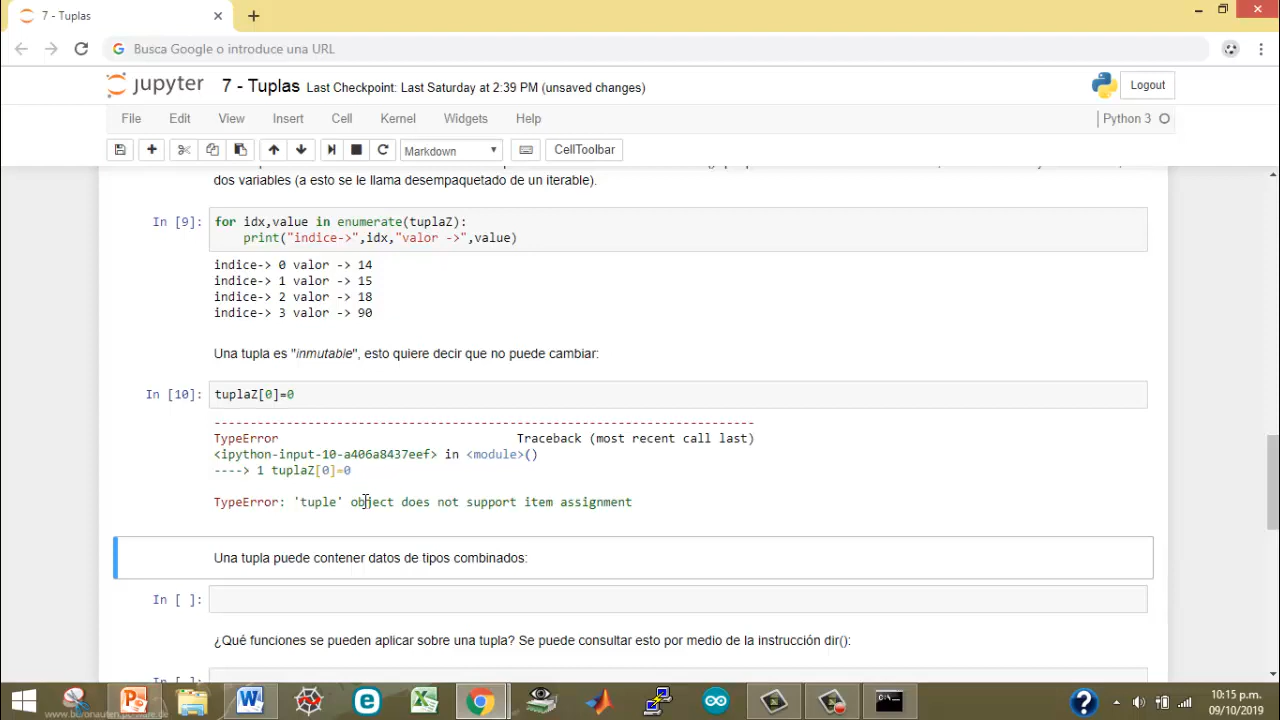 7 - Tuplas
Busca Google o introduce una URL
jupyter 7 - Tuplas Last Checkpoint: Last Saturday at 2:39 PM (unsaved changes)
Logout
File Edit View Insert Cell Kernel Widgets Help
Python 3
Markdown
CellToolbar
dos variables (a esto se le llama desempaquetado de un iterable).
In [9]: for idx,value in enumerate(tuplaZ):
print("indice->",idx,"valor ->",value)
indice-> 0 valor -> 14
indice-> 1 valor -> 15
indice-> 2 valor -> 18
indice-> 3 valor -> 90
Una tupla es "inmutable", esto quiere decir que no puede cambiar:
In [10]: tuplaZ[0]=0
---------------------------------------------------------------------------
TypeError Traceback (most recent call last)
<ipython-input-10-a406a8437eef> in <module>()
----> 1 tuplaZ[0]=0
TypeError: 'tuple' object does not support item assignment
Una tupla puede contener datos de tipos combinados:
In [ ]:
¿Qué funciones se pueden aplicar sobre una tupla? Se puede consultar esto por medio de la instrucción dir():
In [ ]:
10:15 p.m.
09/10/2019